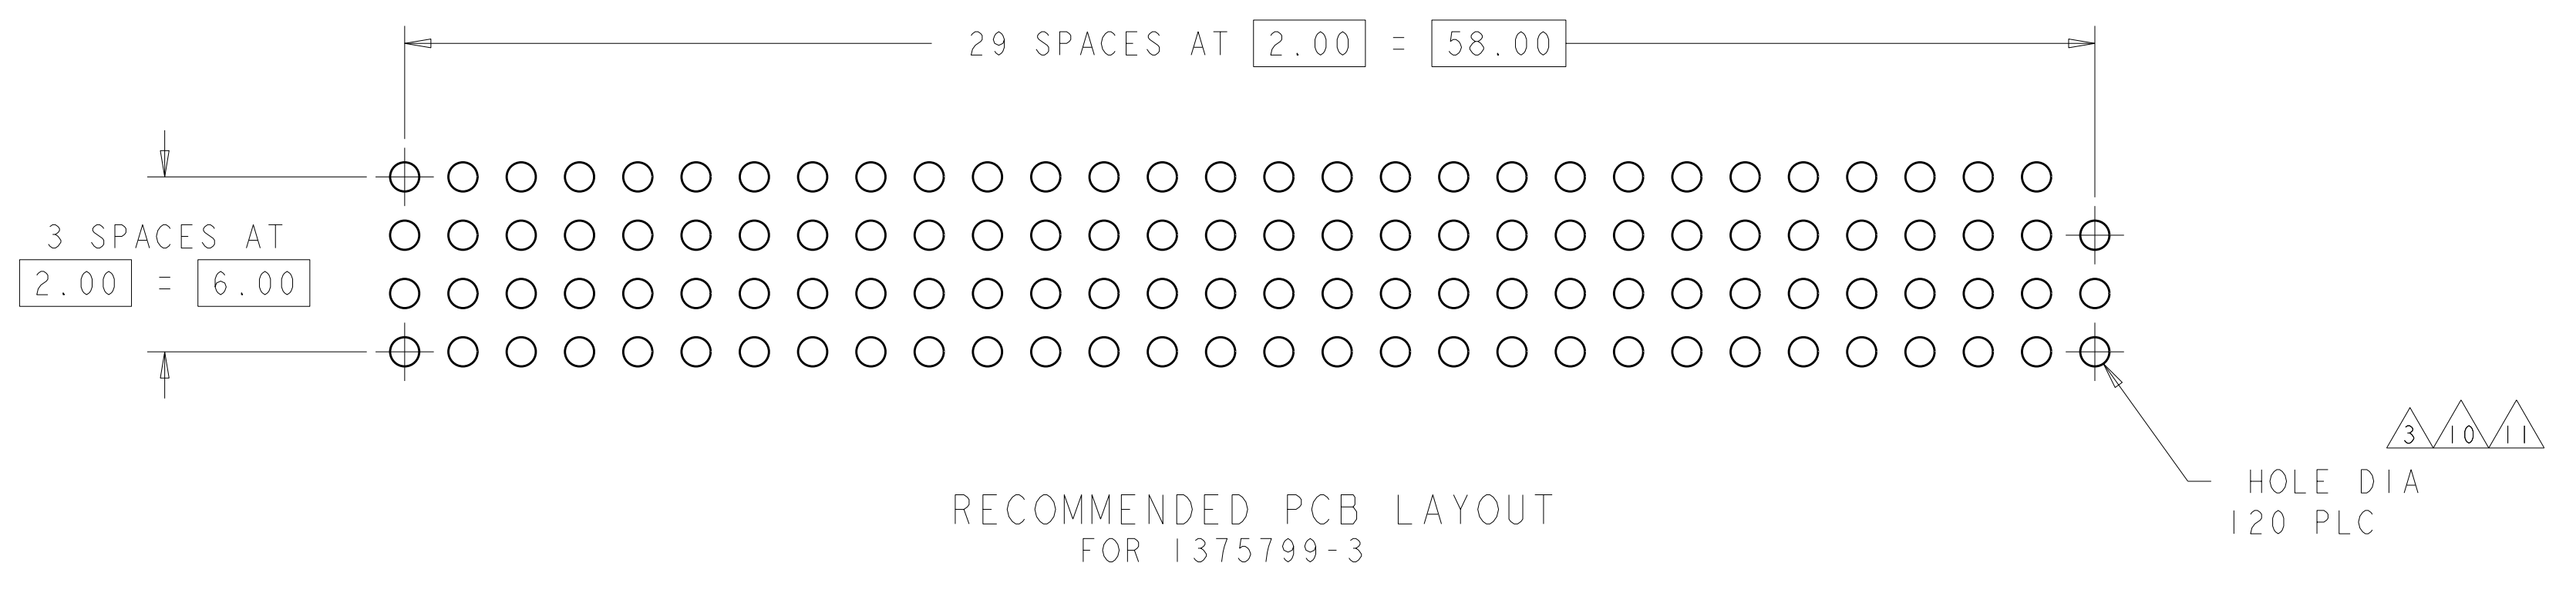 29 SPACES AT 2.00 = 58.00
3 SPACES AT
2.00 = 6.00
3 10 11
HOLE DIA
120 PLC
RECOMMENDED PCB LAYOUT
FOR 1375799-3